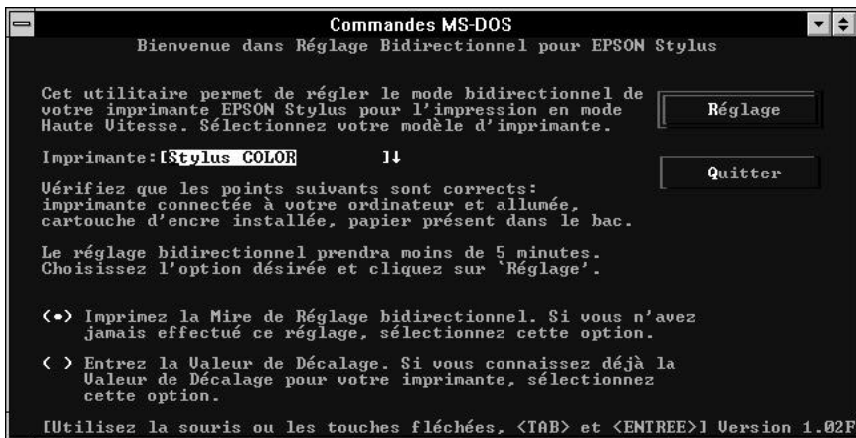 Commandes MS-DOS
Bienvenue dans Réglage Bidirectionnel pour EPSON Stylus
Cet utilitaire permet de régler le mode bidirectionnel de
votre imprimante EPSON Stylus pour l'impression en mode
Haute Vitesse. Sélectionnez votre modèle d'imprimante.
Réglage
Imprimante:[Stylus COLOR ]↓
Quitter
Vérifiez que les points suivants sont corrects:
imprimante connectée à votre ordinateur et allumée,
cartouche d'encre installée, papier présent dans le bac.
Le réglage bidirectionnel prendra moins de 5 minutes.
Choisissez l'option désirée et cliquez sur `Réglage'.
(•) Imprimez la Mire de Réglage bidirectionnel. Si vous n'avez
jamais effectué ce réglage, sélectionnez cette option.
( ) Entrez la Valeur de Décalage. Si vous connaissez déjà la
Valeur de Décalage pour votre imprimante, sélectionnez
cette option.
[Utilisez la souris ou les touches fléchées, <TAB> et <ENTREE>] Version 1.02F